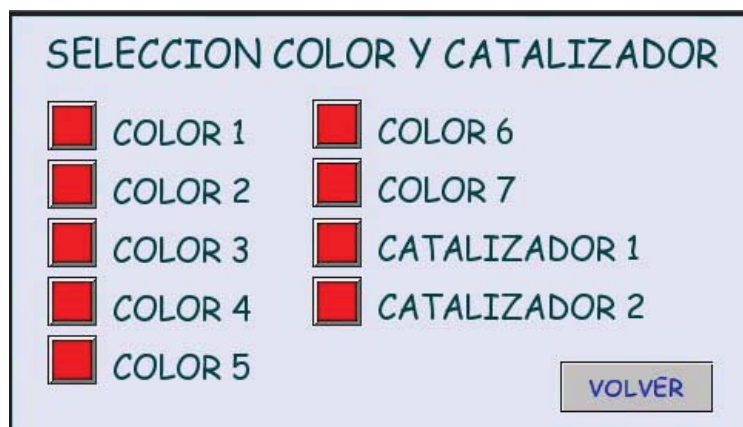 SELECCION COLOR Y CATALIZADOR
COLOR 1
COLOR 2
COLOR 3
COLOR 4
COLOR 5
COLOR 6
COLOR 7
CATALIZADOR 1
CATALIZADOR 2
VOLVER